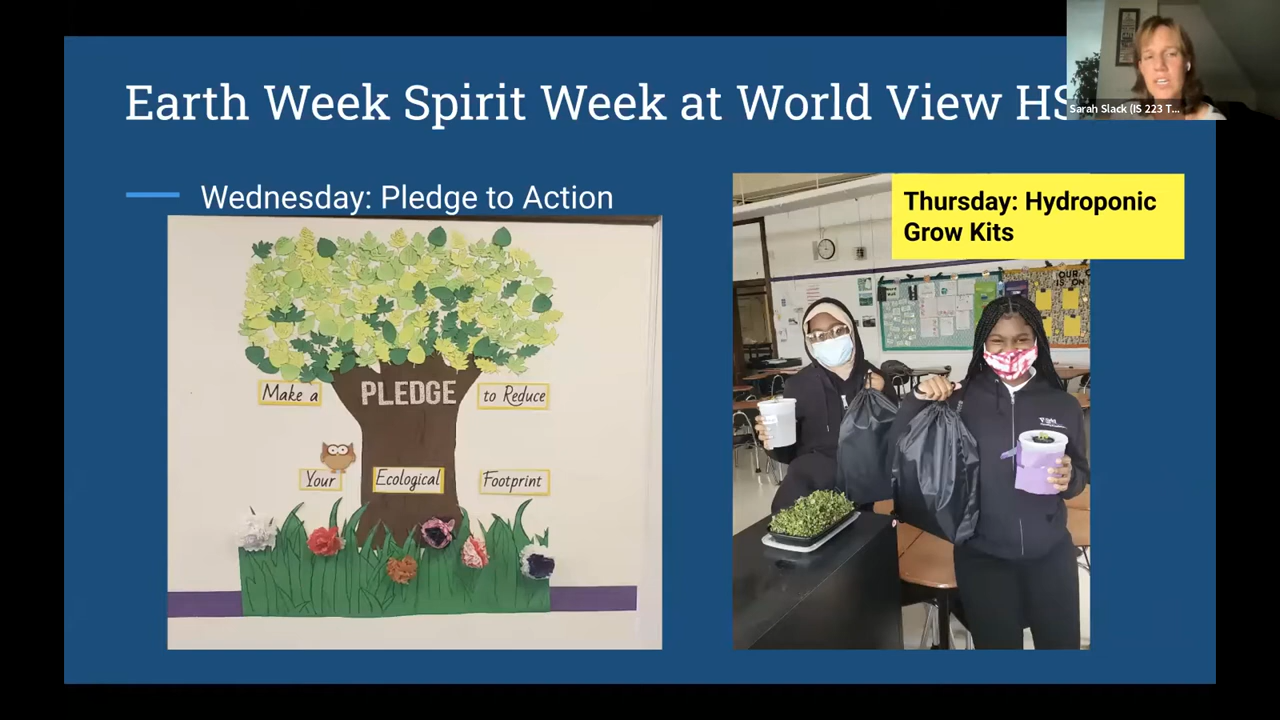 Earth Week Spirit Week at World View HS
Sarah Slack (IS 223 T...
Wednesday: Pledge to Action
Thursday: Hydroponic
Grow Kits
Make a
PLEDGE
to Reduce
Your
Ecological
Footprint
OUR